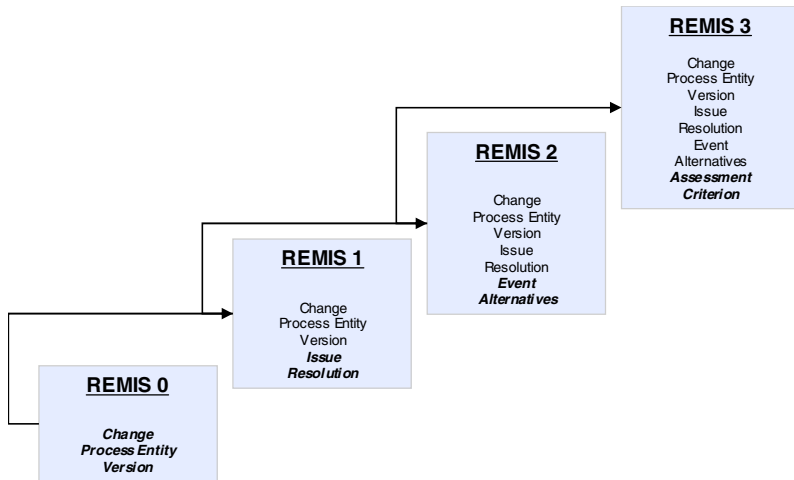 REMIS 3
Change
Process Entity
Version
Issue
Resolution
Event
Alternatives
Assessment
Criterion
REMIS 2
Change
Process Entity
Version
Issue
Resolution
Event
Alternatives
REMIS 1
Change
Process Entity
Version
Issue
Resolution
REMIS 0
Change
Process Entity
Version